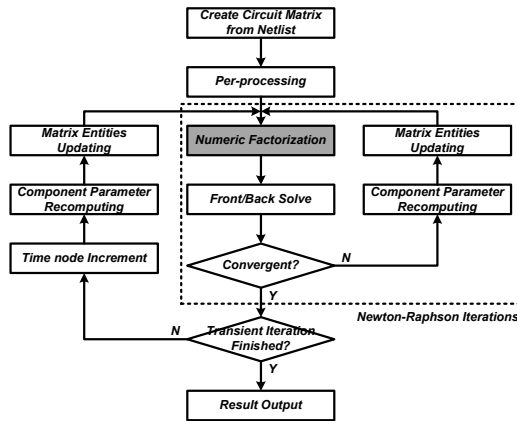 Create Circuit Matrix
from Netlist
Per-processing
Matrix Entities
Updating
Numeric Factorization
Matrix Entities
Updating
Component Parameter
Recomputing
Front/Back Solve
Component Parameter
Recomputing
Time node Increment
Convergent?
N
Y
Newton-Raphson Iterations
N
Transient Iteration
Finished?
Y
Result Output